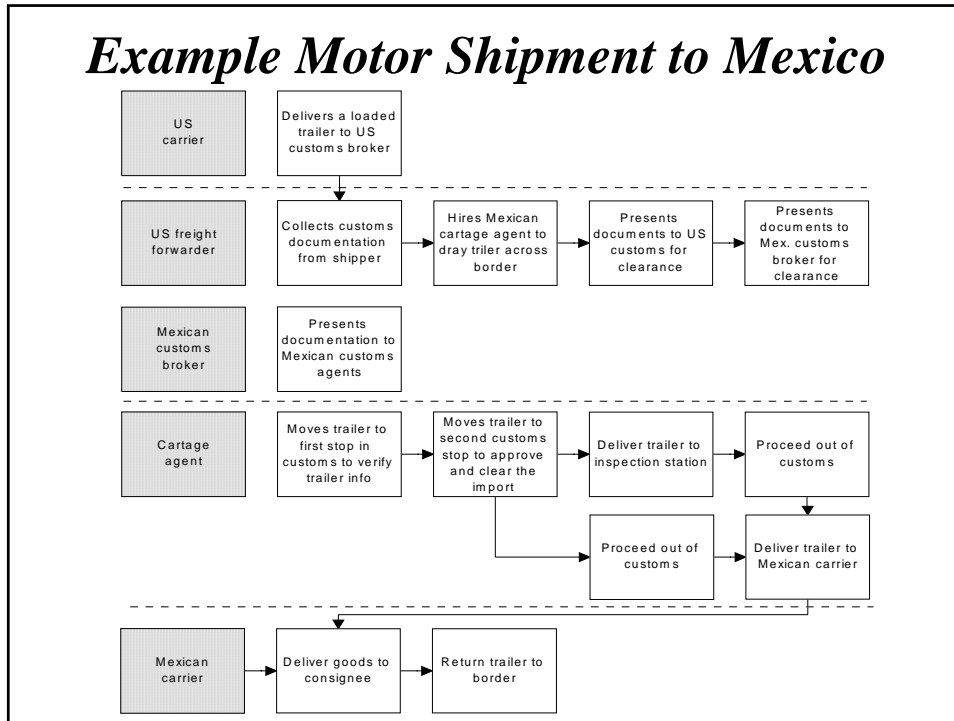 Example Motor Shipment to Mexico
US
carrier
Delivers a loaded
trailer to US
customs broker
US freight
forwarder
Collects customs
documentation
from shipper
Hires Mexican
cartage agent to
dray triler across
border
Presents
documents to US
customs for
clearance
Presents
documents to
Mex. customs
broker for
clearance
Mexican
customs
broker
Presents
documentation to
Mexican customs
agents
Cartage
agent
Moves trailer to
first stop in
customs to verify
trailer info
Moves trailer to
second customs
stop to approve
and clear the
import
Deliver trailer to
inspection station
Proceed out of
customs
Proceed out of
customs
Deliver trailer to
Mexican carrier
Mexican
carrier
Deliver goods to
consignee
Return trailer to
border